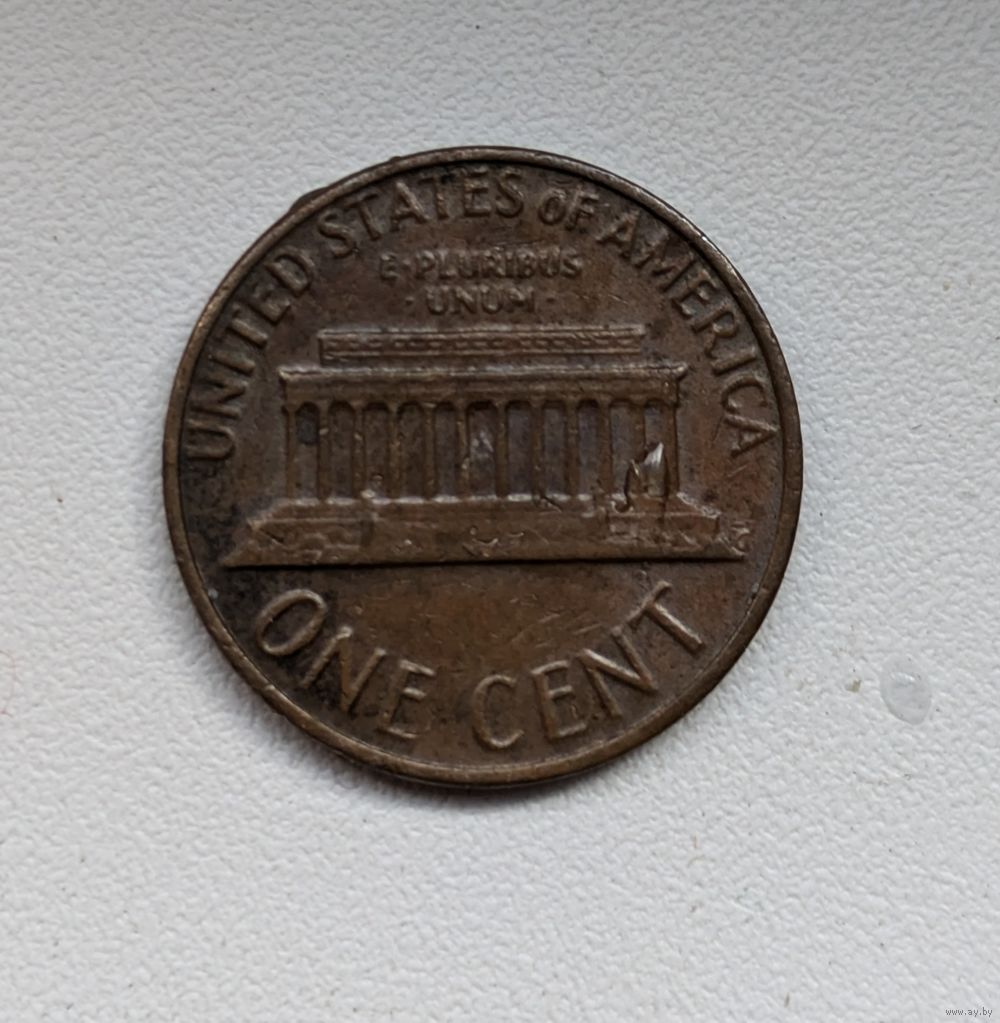 UNITED STATES OF AMERICA
E·PLURIBUS
·UNUM·
ONE CENT
www.ay.by